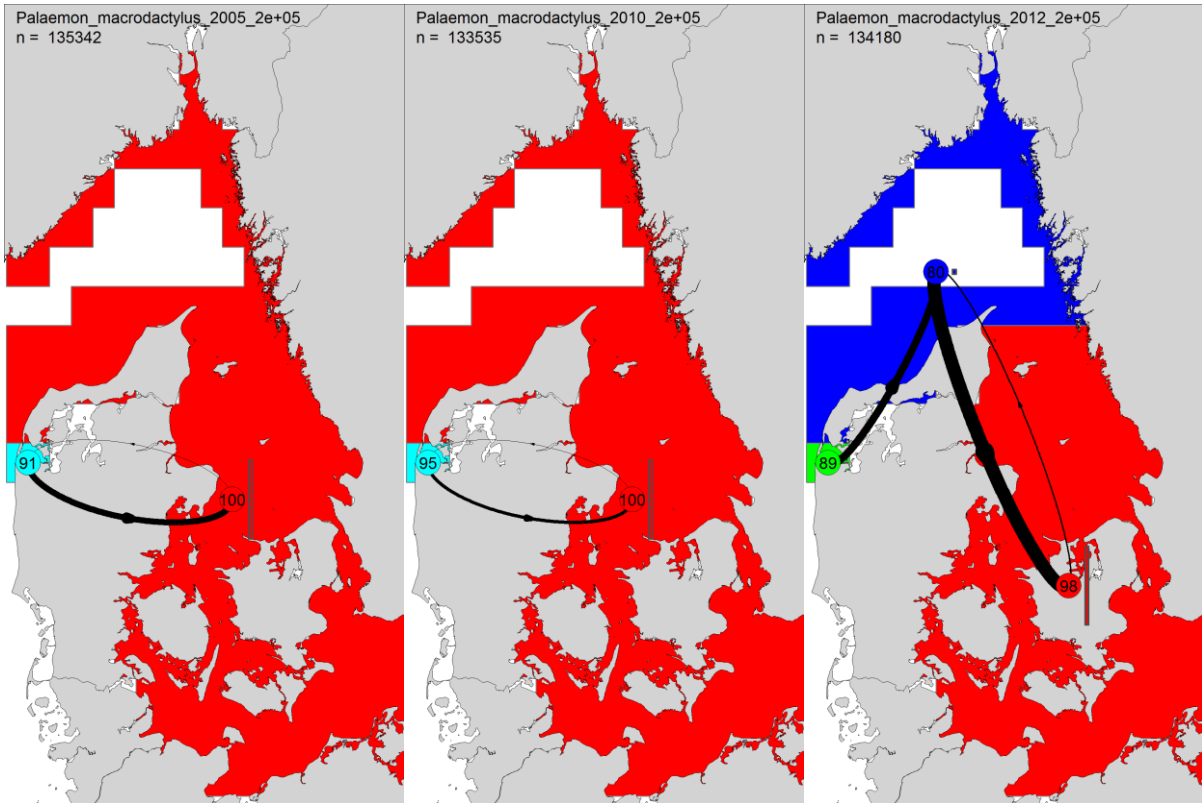 Palaemon_macrodactylus_2005_2e+05
n = 135342
91
100
Palaemon_macrodactylus_2010_2e+05
n = 133535
95
100
Palaemon_macrodactylus_2012_2e+05
n = 134180
80
89
98